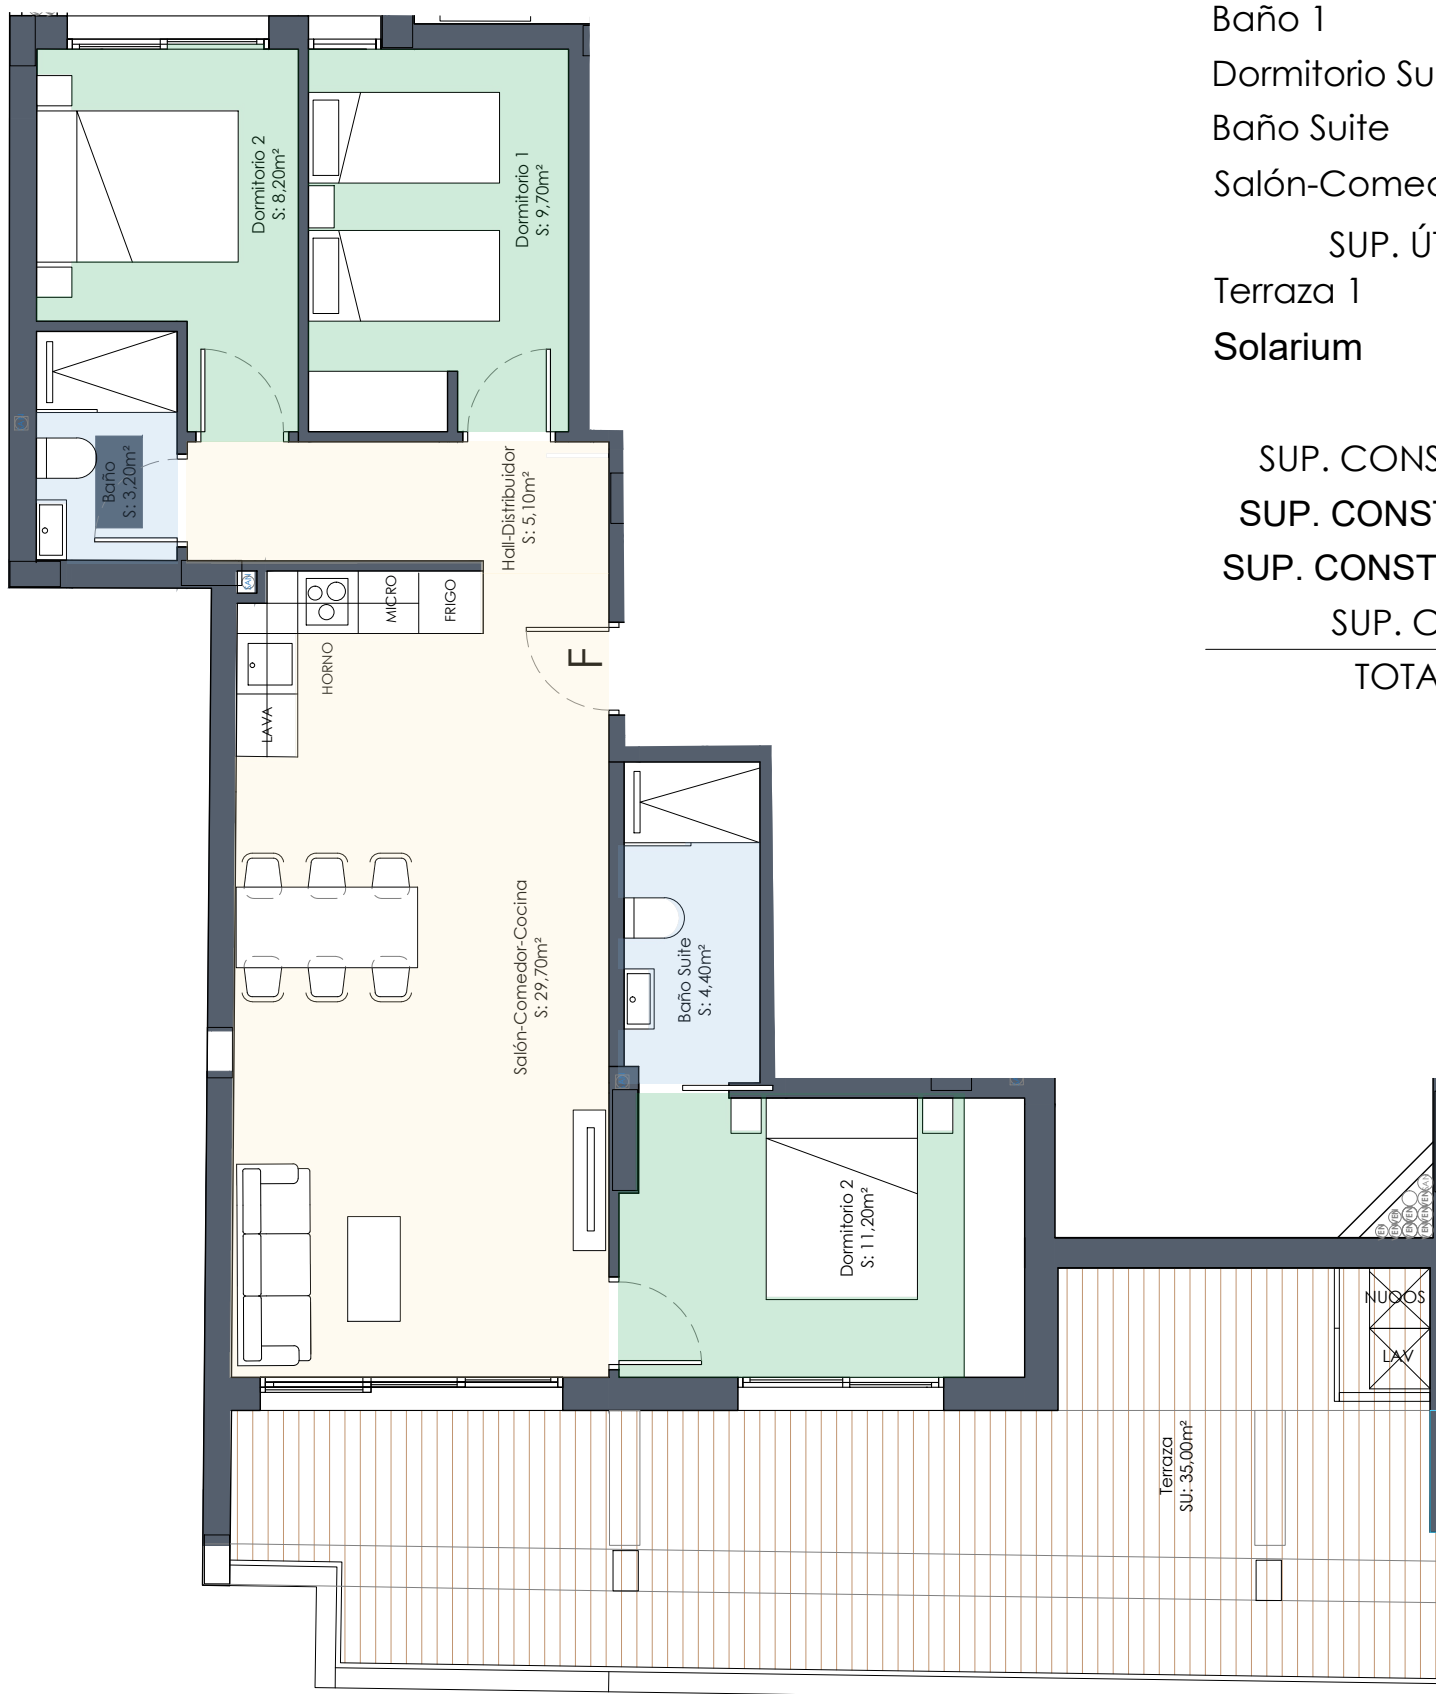 Baño 1
Dormitorio Su
Baño Suite
Salón-Comed
SUP. ÚT
Terraza 1
Solarium
SUP. CONS
SUP. CONST
SUP. CONST
SUP. C
TOTA
Dormitorio 2
S: 8,20m²
Dormitorio 1
S: 9,70m²
Baño
S: 3,20m²
Hall-Distribuidor
S: 5,10m²
SAN
MICRO
FRIGO
HORNO
LAVA
F
Salón-Comedor-Cocina
S: 29,70m²
Baño Suite
S: 4,40m²
Dormitorio 2
S: 11,20m²
NUOOS
LAV
Terraza
SU: 35,00m²